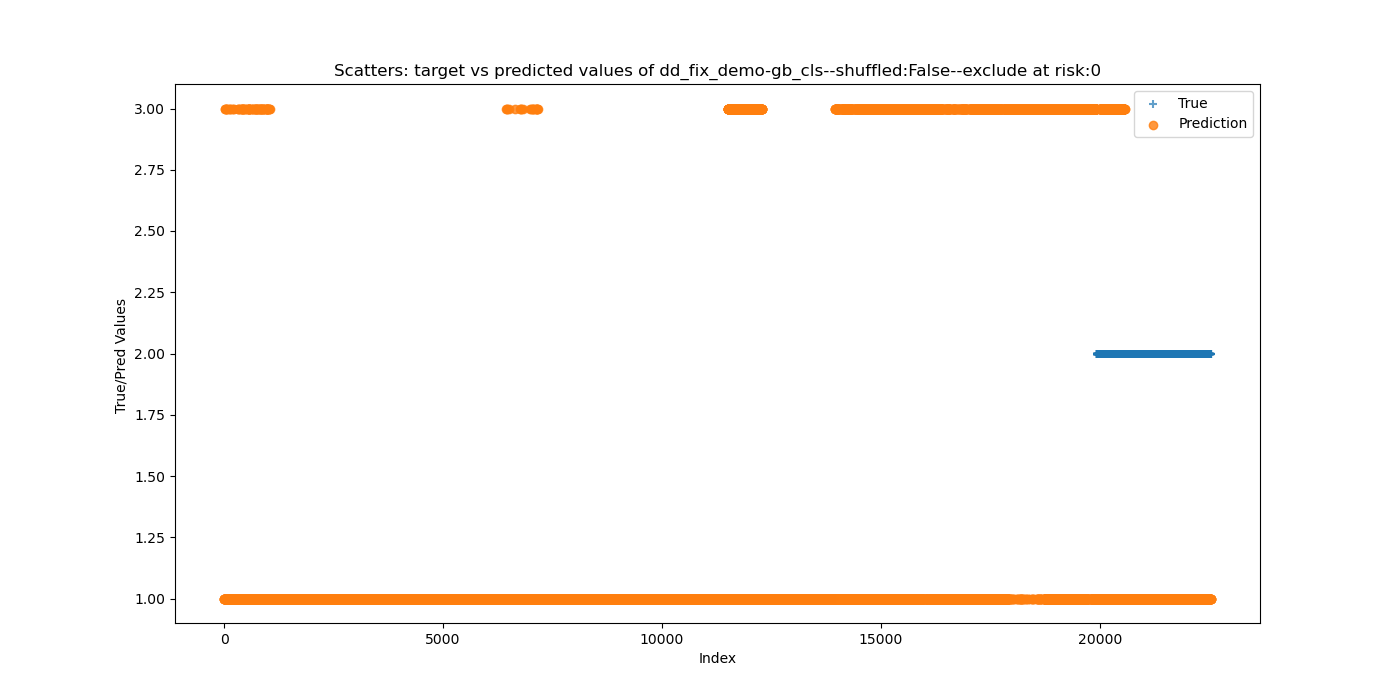 Scatters: target vs predicted values of dd_fix_demo-gb_cls--shuffled:False--exclude at risk:0
True
Prediction
True/Pred Values
3.00
2.75
2.50
2.25
2.00
1.75
1.50
1.25
1.00
0
5000
10000
15000
20000
Index